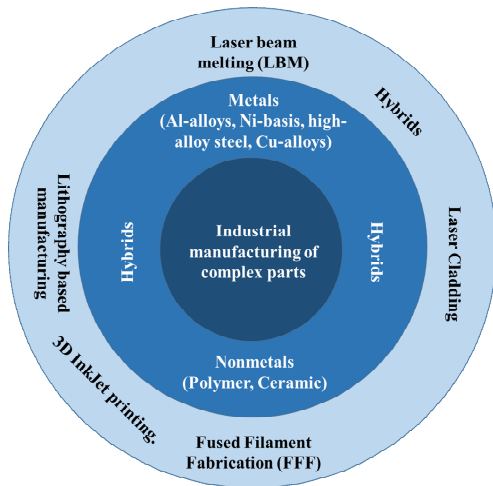 Laser beam
melting (LBM)
Hybrids
Metals
(Al-alloys, Ni-basis, high-
alloy steel, Cu-alloys)
Lithography based
manufacturing
Hybrids
Industrial
manufacturing of
complex parts
Hybrids
Laser Cladding
3D InkJet printing.
Nonmetals
(Polymer, Ceramic)
Fused Filament
Fabrication (FFF)